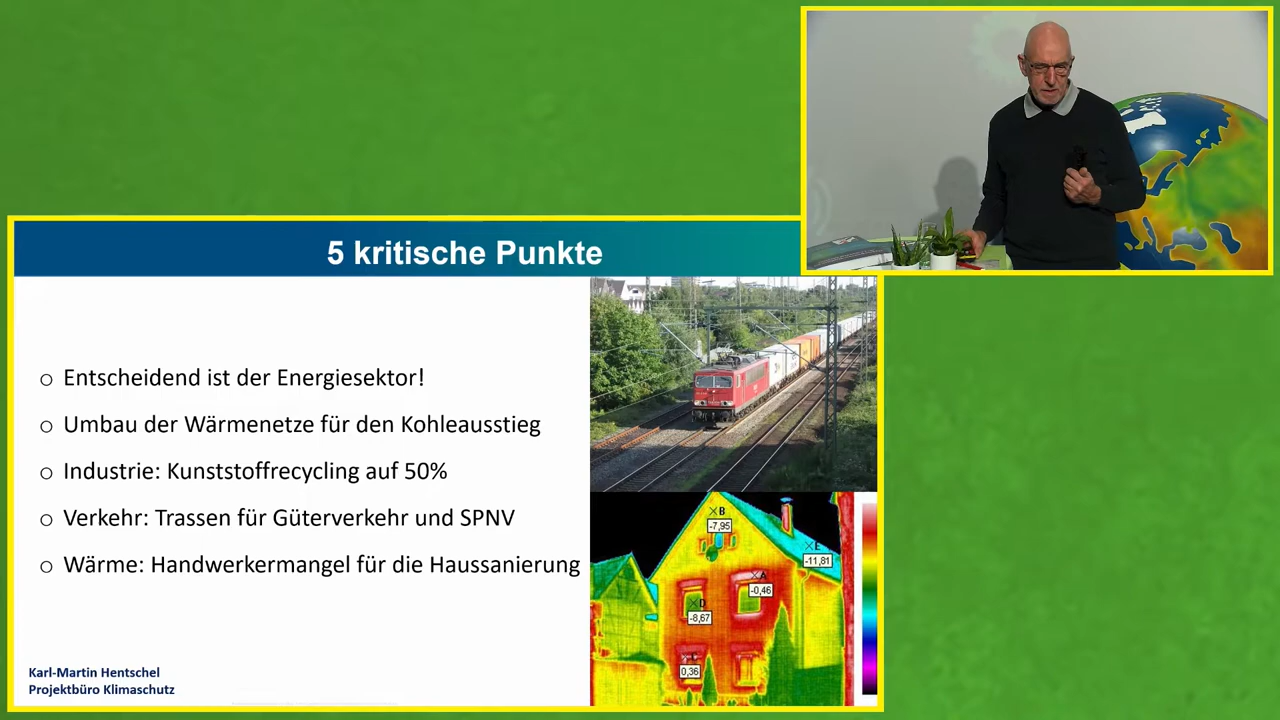 5 kritische Punkte
o Entscheidend ist der Energiesektor!
o Umbau der Wärmenetze für den Kohleausstieg
o Industrie: Kunststoffrecycling auf 50%
o Verkehr: Trassen für Güterverkehr und SPNV
o Wärme: Handwerkermangel für die Haussanierung
B
-7,95
E
-11,81
A
-0,46
D
-8,67
0,36
Karl-Martin Hentschel
Projektbüro Klimaschutz